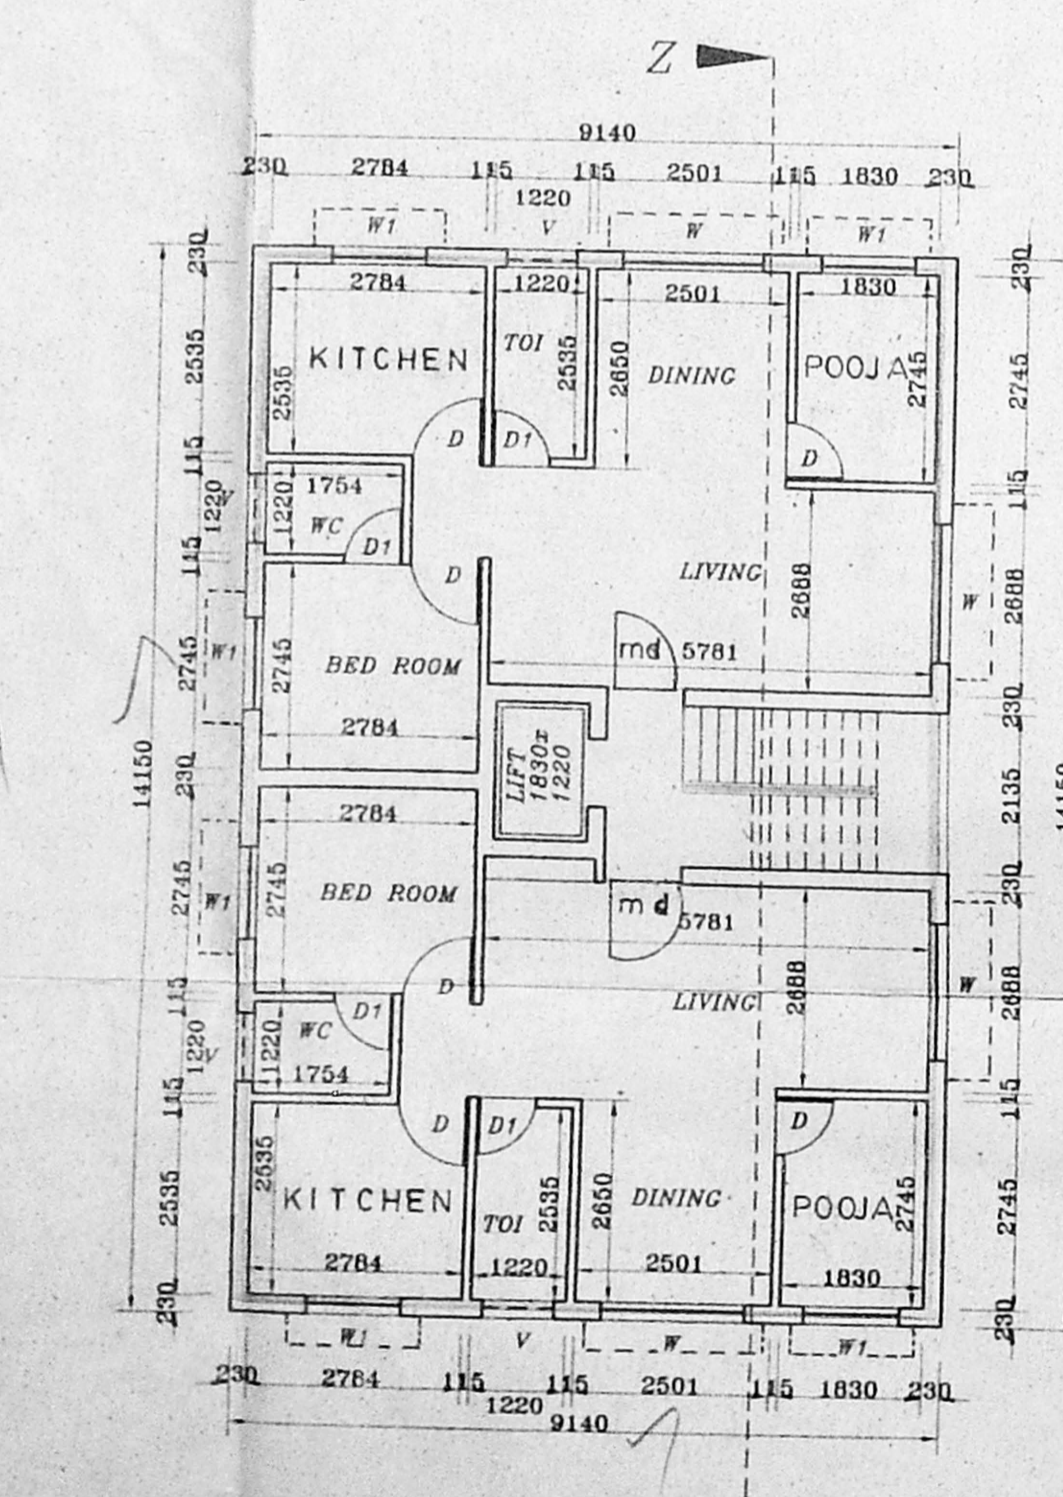 Z
9140
230 2784 115 115 2501 115 1830 230
1220
W1 V W W1
230 230
2784 1220 2501 1830
2535 KITCHEN TOI 2535 2650 DINING POOJA 2745 2745
2535
D D1 D
115 115
1754
1220 V 1220 WC
D1
115
D LIVING 2688 2688 W
W1 2745 2745 BED ROOM md 5781
2784
230
14150 230 LIFT 1830x 1220 2135 14150
2784
2745 W1 2745 BED ROOM md 5781 230
D LIVING 2688 W 2688
115 D1
1220 V 1220 WC
1754
115 115
D D1 D
2535 2535 KITCHEN TOI 2535 2650 DINING POOJA 2745 2745
2784 1220 2501 1830
230 230
W1 V W W1
230 2784 115 115 2501 115 1830 230
1220
9140